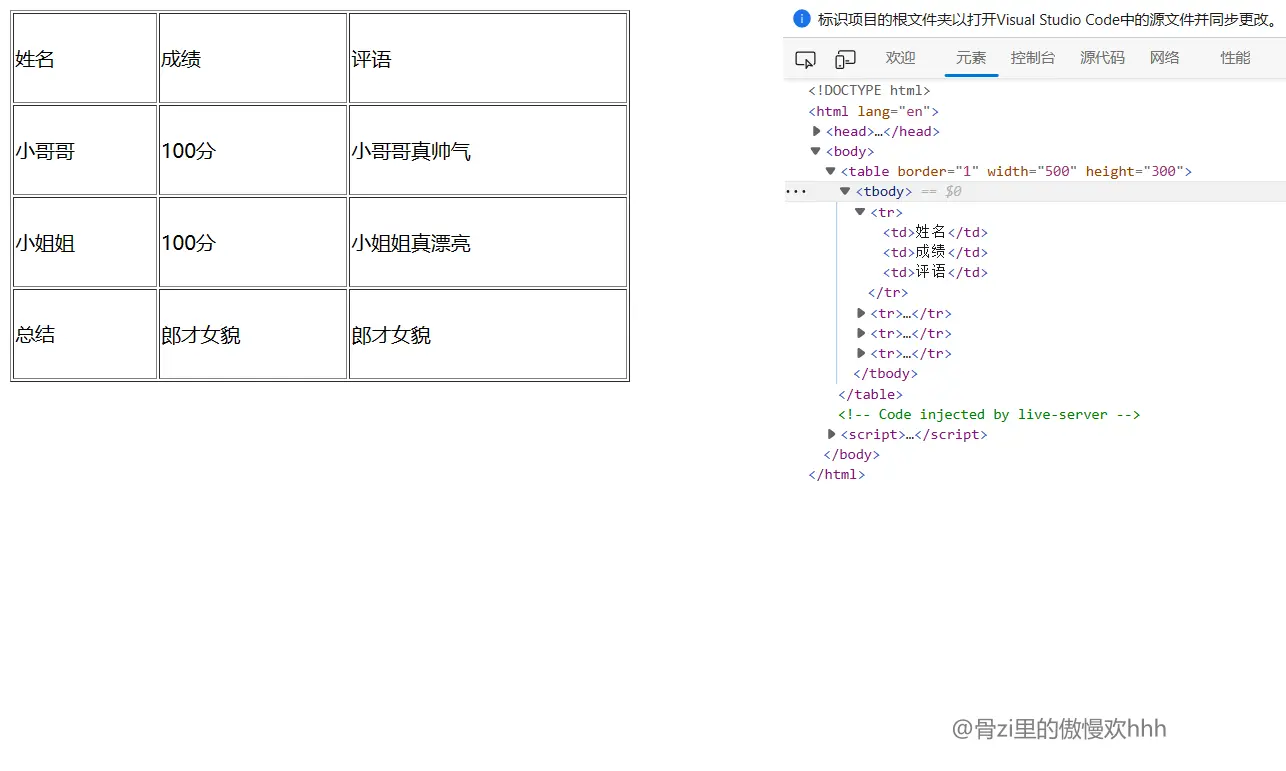 姓名 成绩 评语
小哥哥 100分 小哥哥真帅气
小姐姐 100分 小姐姐真漂亮
总结 郎才女貌 郎才女貌
标识项目的根文件夹以打开Visual Studio Code中的源文件并同步更改。
欢迎 元素 控制台 源代码 网络 性能
<!DOCTYPE html>
<html lang="en">
<head>…</head>
<body>
<table border="1" width="500" height="300">
<tbody> == $0
<tr>
<td>姓名</td>
<td>成绩</td>
<td>评语</td>
</tr>
<tr>…</tr>
<tr>…</tr>
<tr>…</tr>
</tbody>
</table>
<!-- Code injected by live-server -->
<script>…</script>
</body>
</html>
@骨zi里的傲慢欢hhh